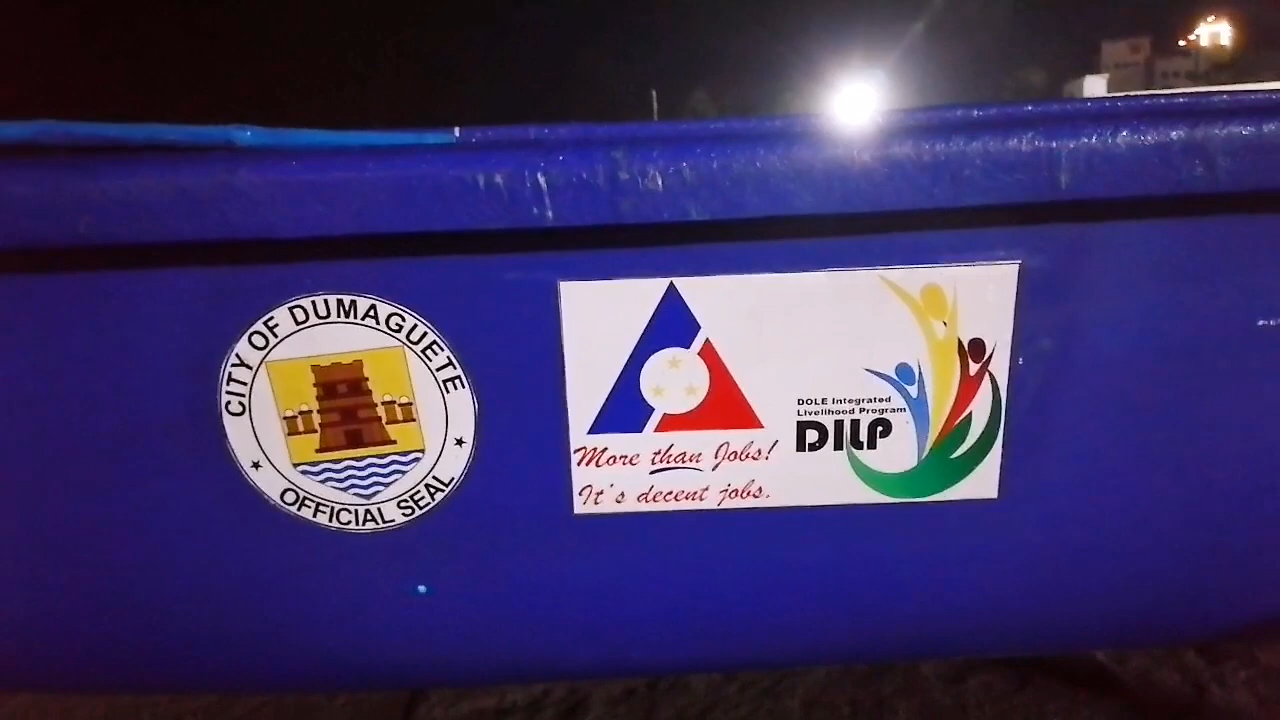 CITY OF DUMAGUETE
OFFICIAL SEAL
More than Jobs!
It's decent jobs.
DOLE Integrated
Livelihood Program
DILP